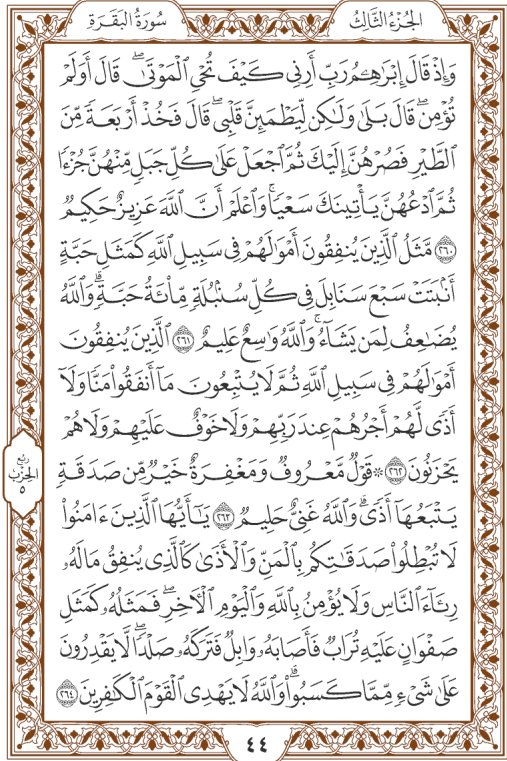 الجُزْءُ الثَّالِثُ
سُورَةُ البَقَرَةِ
وَإِذْ قَالَ إِبْرَٰهِـۧمُ رَبِّ أَرِنِى كَيْفَ تُحْىِ ٱلْمَوْتَىٰ ۖ قَالَ أَوَلَمْ
تُؤْمِن ۖ قَالَ بَلَىٰ وَلَٰكِن لِّيَطْمَئِنَّ قَلْبِى ۖ قَالَ فَخُذْ أَرْبَعَةً مِّنَ
ٱلطَّيْرِ فَصُرْهُنَّ إِلَيْكَ ثُمَّ ٱجْعَلْ عَلَىٰ كُلِّ جَبَلٍ مِّنْهُنَّ جُزْءًا
ثُمَّ ٱدْعُهُنَّ يَأْتِينَكَ سَعْيًا ۚ وَٱعْلَمْ أَنَّ ٱللَّهَ عَزِيزٌ حَكِيمٌ
٢٦٠ مَّثَلُ ٱلَّذِينَ يُنفِقُونَ أَمْوَٰلَهُمْ فِى سَبِيلِ ٱللَّهِ كَمَثَلِ حَبَّةٍ
أَنۢبَتَتْ سَبْعَ سَنَابِلَ فِى كُلِّ سُنۢبُلَةٍ مِّا۟ئَةُ حَبَّةٍ ۗ وَٱللَّهُ
يُضَٰعِفُ لِمَن يَشَآءُ ۚ وَٱللَّهُ وَٰسِعٌ عَلِيمٌ ٢٦١ ٱلَّذِينَ يُنفِقُونَ
أَمْوَٰلَهُمْ فِى سَبِيلِ ٱللَّهِ ثُمَّ لَا يُتْبِعُونَ مَآ أَنفَقُوا۟ مَنًّا وَلَآ
أَذًى لَّهُمْ أَجْرُهُمْ عِندَ رَبِّهِمْ وَلَا خَوْفٌ عَلَيْهِمْ وَلَا هُمْ
يَحْزَنُونَ ٢٦٢ ۞ قَوْلٌ مَّعْرُوفٌ وَمَغْفِرَةٌ خَيْرٌ مِّن صَدَقَةٍ
يَتْبَعُهَآ أَذًى ۗ وَٱللَّهُ غَنِىٌّ حَلِيمٌ ٢٦٣ يَٰٓأَيُّهَا ٱلَّذِينَ ءَامَنُوا۟
لَا تُبْطِلُوا۟ صَدَقَٰتِكُم بِٱلْمَنِّ وَٱلْأَذَىٰ كَٱلَّذِى يُنفِقُ مَالَهُۥ
رِئَآءَ ٱلنَّاسِ وَلَا يُؤْمِنُ بِٱللَّهِ وَٱلْيَوْمِ ٱلْءَاخِرِ ۖ فَمَثَلُهُۥ كَمَثَلِ
صَفْوَانٍ عَلَيْهِ تُرَابٌ فَأَصَابَهُۥ وَابِلٌ فَتَرَكَهُۥ صَلْدًا ۖ لَّا يَقْدِرُونَ
عَلَىٰ شَىْءٍ مِّمَّا كَسَبُوا۟ ۗ وَٱللَّهُ لَا يَهْدِى ٱلْقَوْمَ ٱلْكَٰفِرِينَ ٢٦٤
ربع
الحزب
٥
٤٤